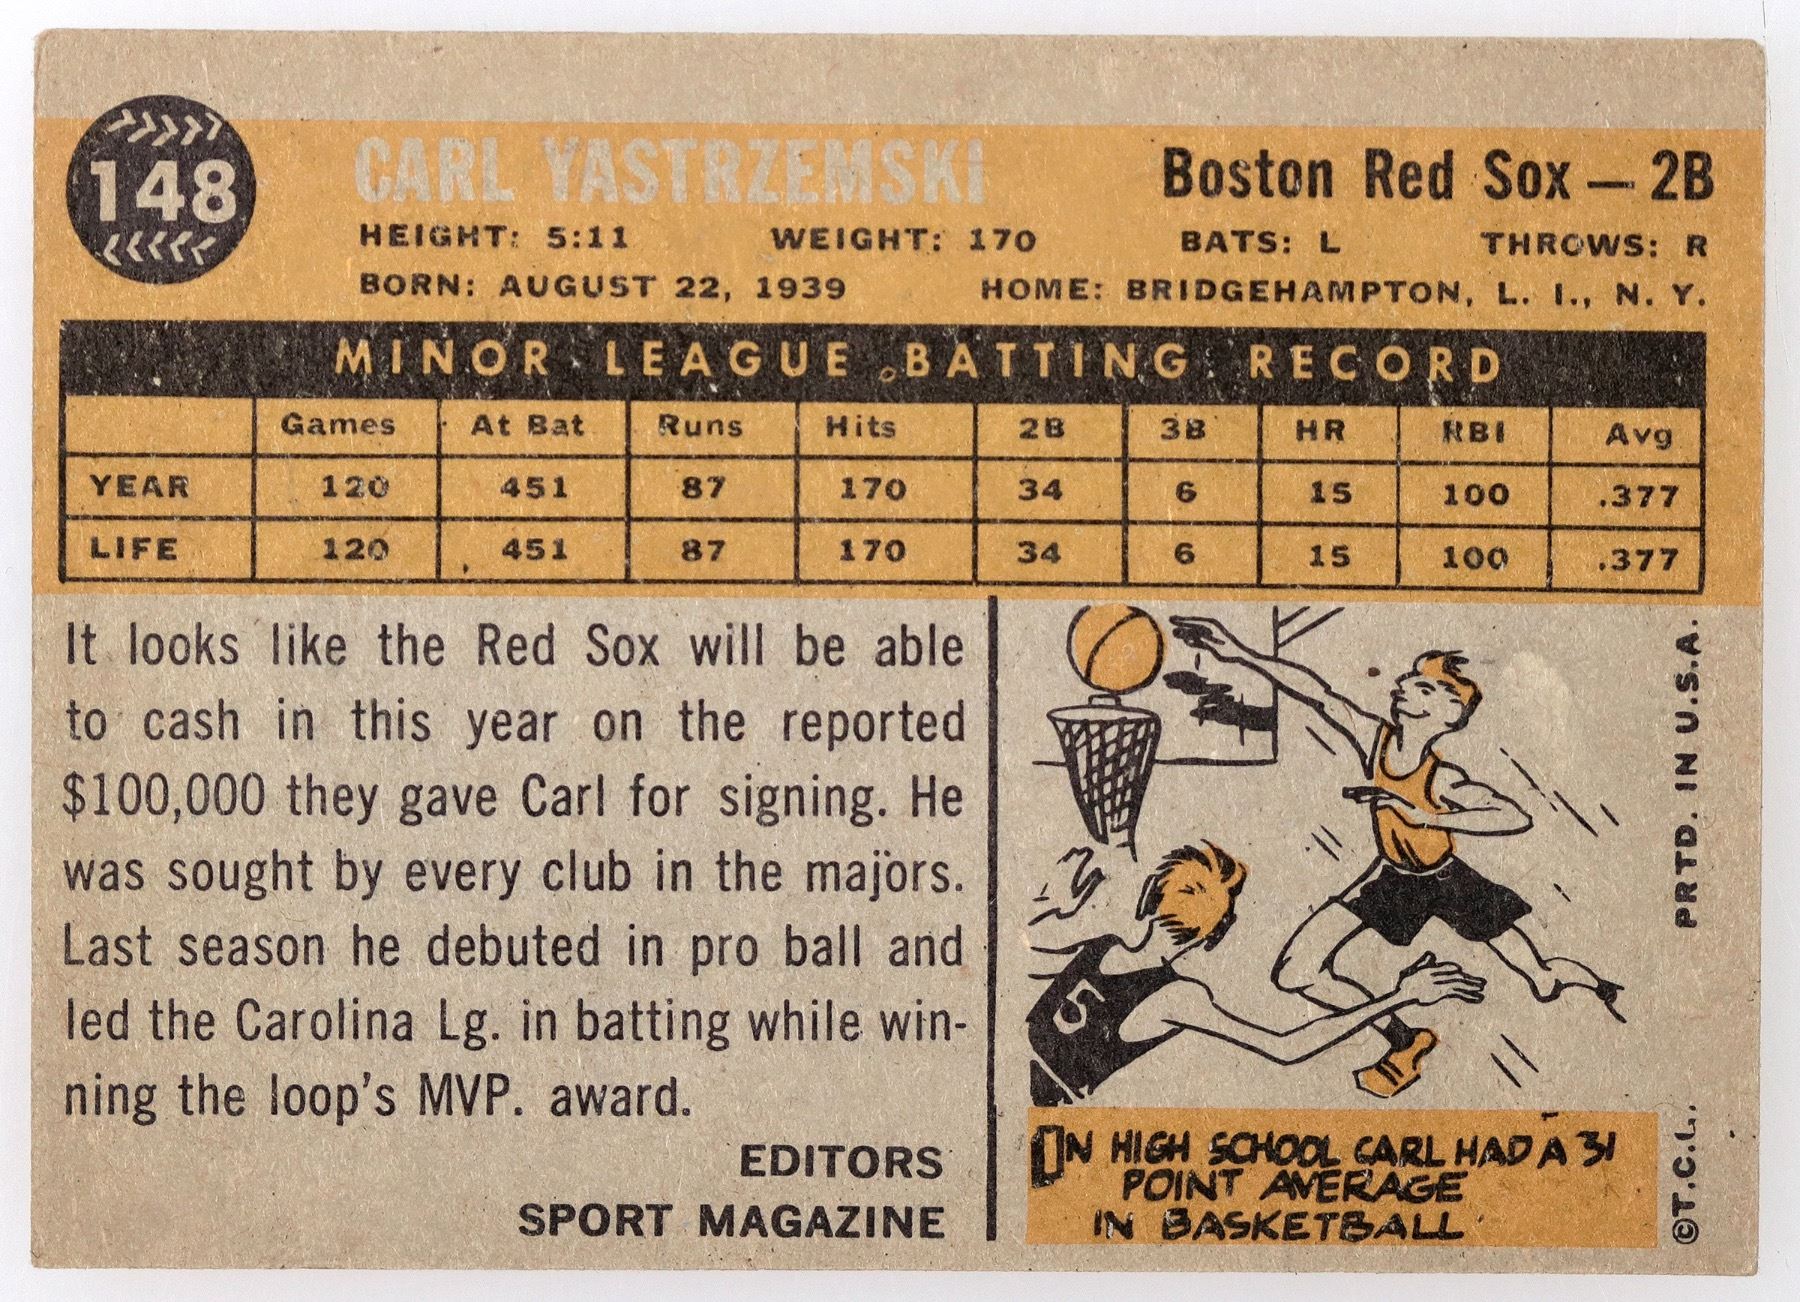 148
CARL YASTRZEMSKI
Boston Red Sox — 2B
HEIGHT: 5:11 WEIGHT: 170 BATS: L THROWS: R
BORN: AUGUST 22, 1939 HOME: BRIDGEHAMPTON, L. I., N. Y.
MINOR LEAGUE BATTING RECORD
Games At Bat Runs Hits 2B 3B HR RBI Avg
YEAR 120 451 87 170 34 6 15 100 .377
LIFE 120 451 87 170 34 6 15 100 .377
It looks like the Red Sox will be able
to cash in this year on the reported
$100,000 they gave Carl for signing. He
was sought by every club in the majors.
Last season he debuted in pro ball and
led the Carolina Lg. in batting while win-
ning the loop's MVP. award.
EDITORS
SPORT MAGAZINE
5
IN HIGH SCHOOL CARL HAD A 31
POINT AVERAGE
IN BASKETBALL
©T.C.G. PRTD. IN U.S.A.